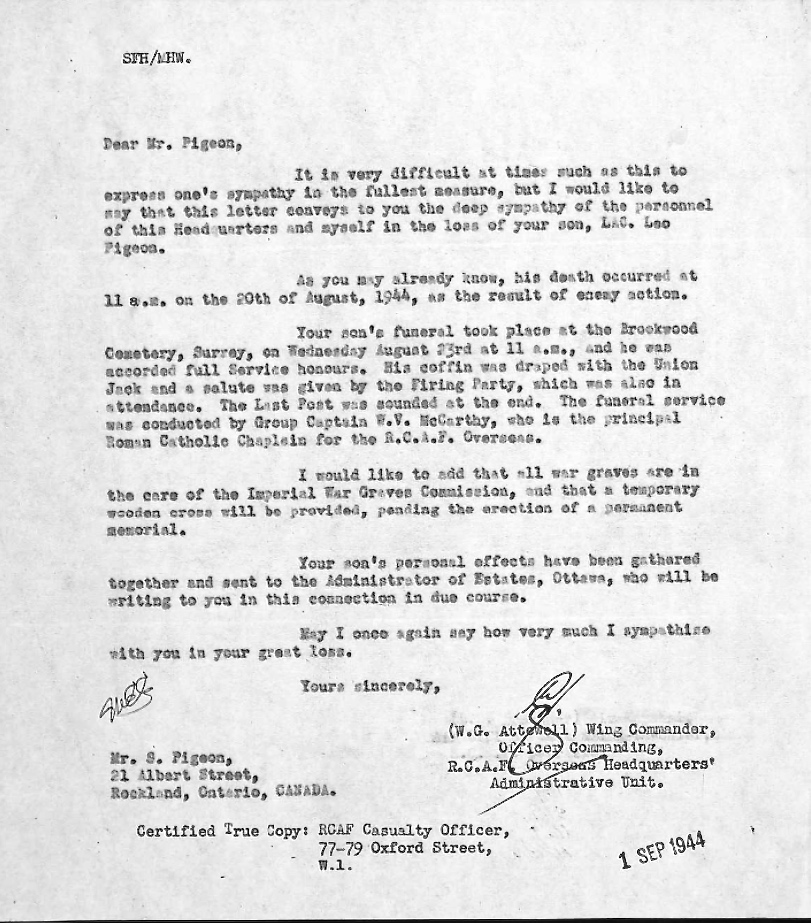 SFH/MHW.
Dear Mr. Pigeon,
It is very difficult at times such as this to
express one's sympathy in the fullest measure, but I would like to
say that this letter conveys to you the deep sympathy of the personnel
of this Headquarters and myself in the loss of your son, LAC. Leo
Pigeon.
As you may already know, his death occurred at
11 a.m. on the 20th of August, 1944, as the result of enemy action.
Your son's funeral took place at the Brookwood
Cemetery, Surrey, on Wednesday August 23rd at 11 a.m., and he was
accorded full Service honours. His coffin was draped with the Union
Jack and a salute was given by the Firing Party, which was also in
attendance. The Last Post was sounded at the end. The funeral service
was conducted by Group Captain W.V. McCarthy, who is the principal
Roman Catholic Chaplain for the R.C.A.F. Overseas.
I would like to add that all war graves are in
the care of the Imperial War Graves Commission, and that a temporary
wooden cross will be provided, pending the erection of a permanent
memorial.
Your son's personal effects have been gathered
together and sent to the Administrator of Estates, Ottawa, who will be
writing to you in this connection in due course.
May I once again say how very much I sympathise
with you in your great loss.
Yours sincerely,
(W.G. Attewell) Wing Commander,
Officer Commanding,
R.C.A.F. Overseas Headquarters'
Administrative Unit.
Mr. S. Pigeon,
21 Albert Street,
Rockland, Ontario, CANADA.
Certified True Copy: RCAF Casualty Officer,
77-79 Oxford Street,
W.1.
1 SEP 1944